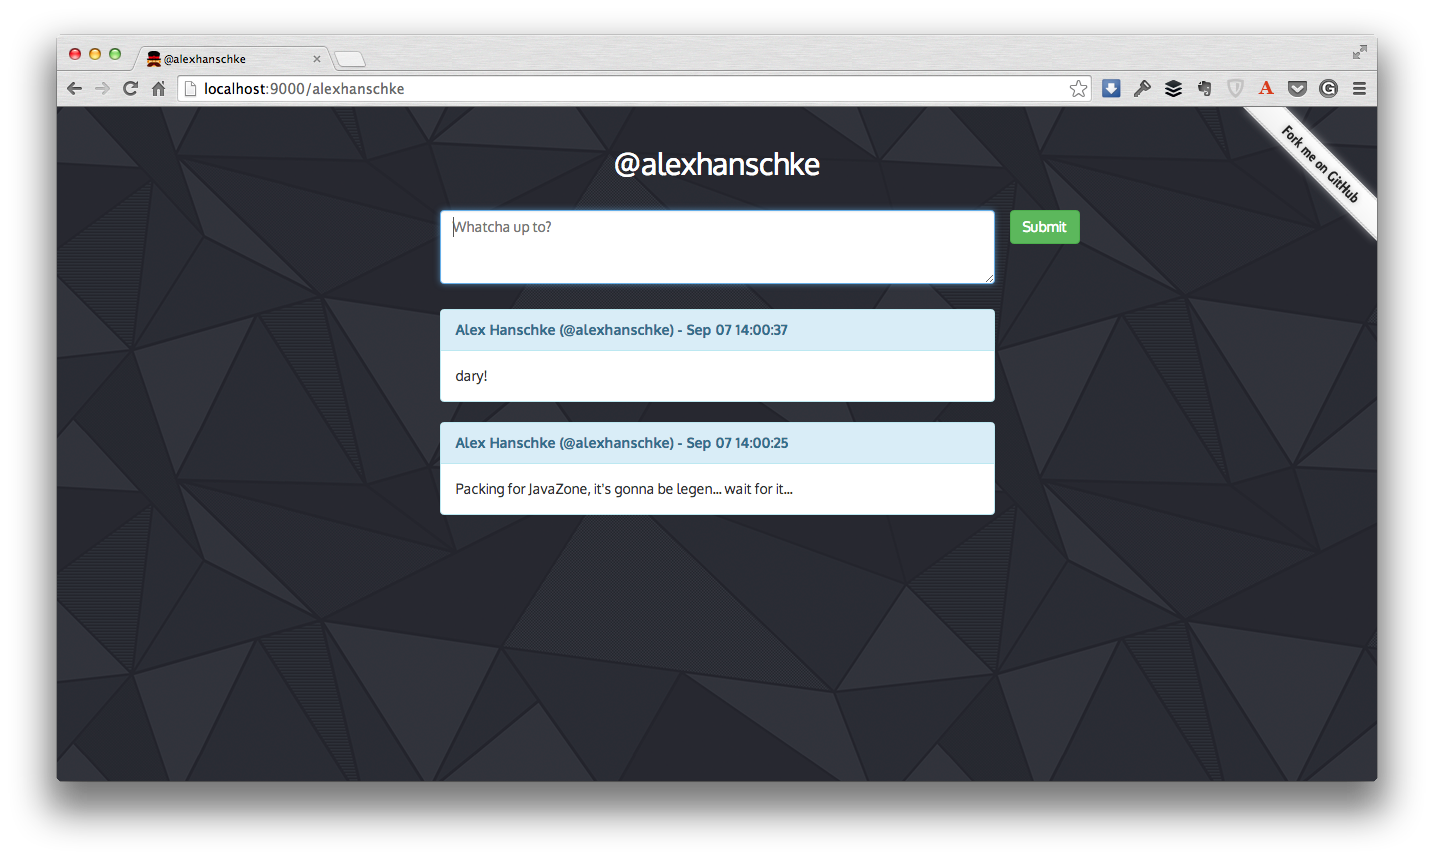 @alexhanschke
localhost:9000/alexhanschke
Fork me on GitHub
@alexhanschke
Whatcha up to?
Submit
Alex Hanschke (@alexhanschke) - Sep 07 14:00:37
dary!
Alex Hanschke (@alexhanschke) - Sep 07 14:00:25
Packing for JavaZone, it's gonna be legen... wait for it...